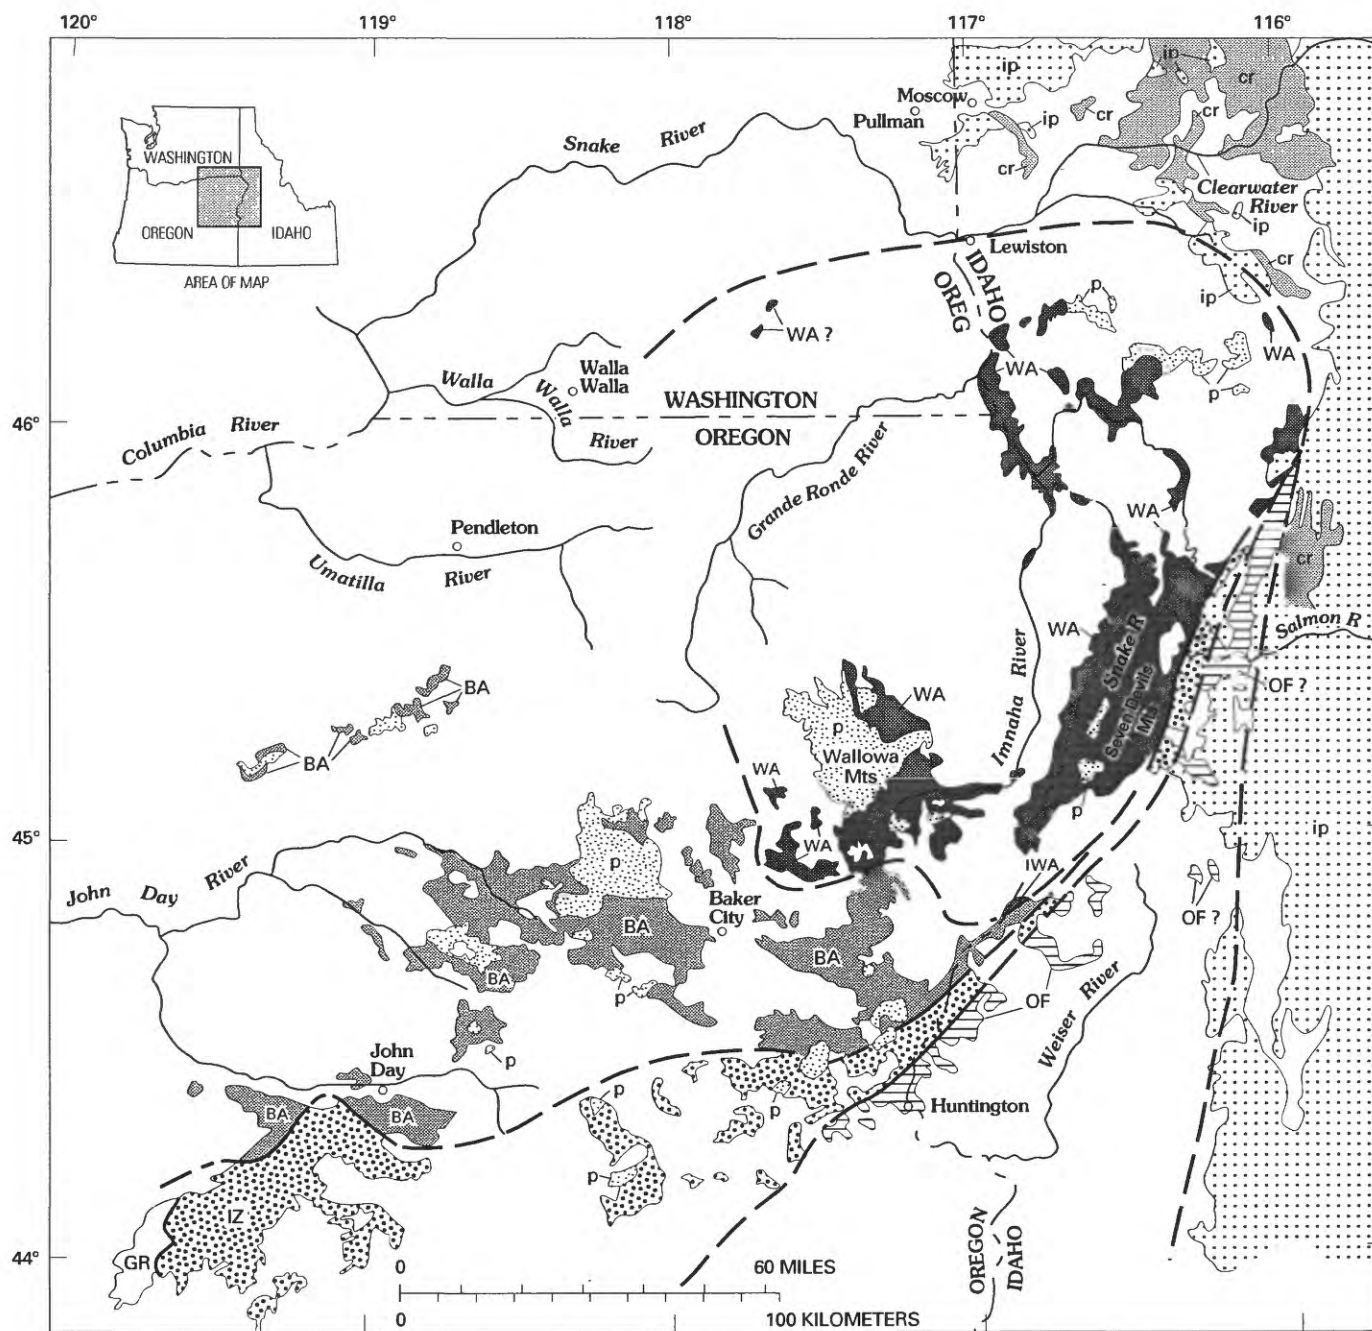 120°
119°
118°
117°
116°
ip
ip
cr
Moscow
Pullman
ip
cr
cr
cr
Snake River
WASHINGTON
OREGON
IDAHO
AREA OF MAP
Clearwater
River
ip
Lewiston
cr
ip
IDAHO
OREG
p
WA ?
WA
WA
p
Walla
Walla
Walla
Walla
River
WASHINGTON
OREGON
46°
Columbia River
Grande Ronde River
WA
Pendleton
Umatilla River
cr
Salmon R
WA
Snake R
Seven Devils
Mts
Imnaha River
OF ?
BA
WA
p
Wallowa
Mts
BA
WA
p
45°
WA
ip
p
IWA
John Day River
Baker
City
OF ?
BA
BA
BA
p
OF
Weiser River
p
John
Day
p
BA
BA
p
Huntington
p
IZ
GR
44°
0
60 MILES
0
100 KILOMETERS
OREGON
IDAHO